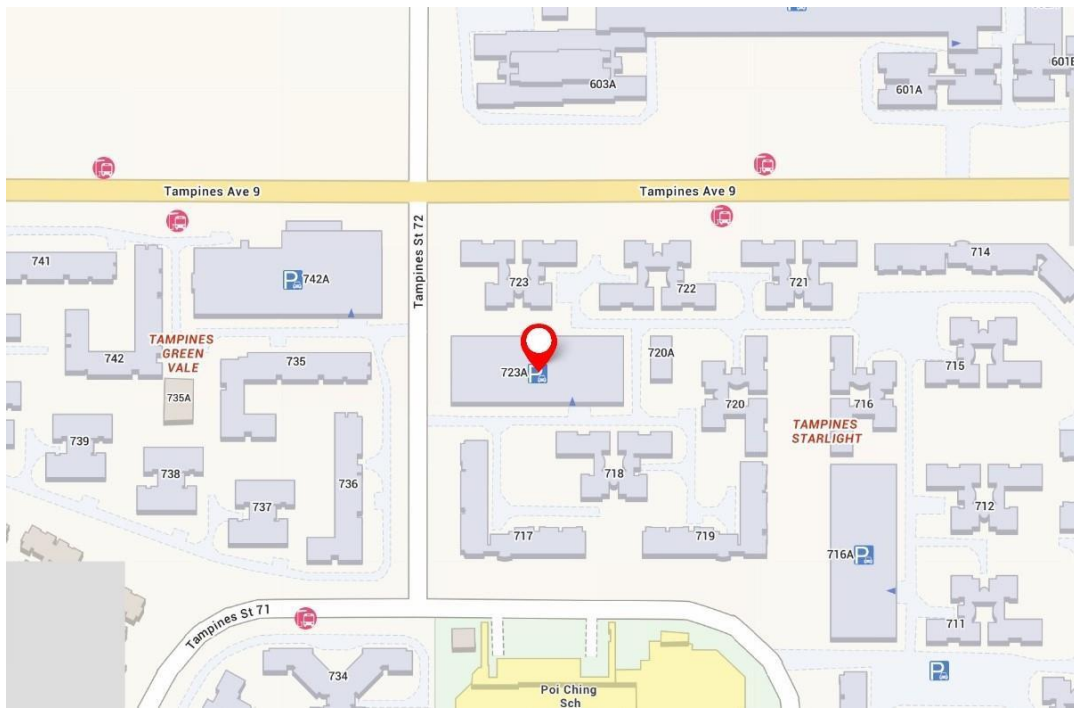 603A
601A
601B
Tampines Ave 9
Tampines Ave 9
Tampines St 72
741
742A
P
723
722
721
714
742
TAMPINES
GREEN
VALE
735
735A
723A
P
720A
720
716
715
TAMPINES
STARLIGHT
739
738
737
736
718
717
719
712
716A
P
711
Tampines St 71
734
Poi Ching
Sch
P